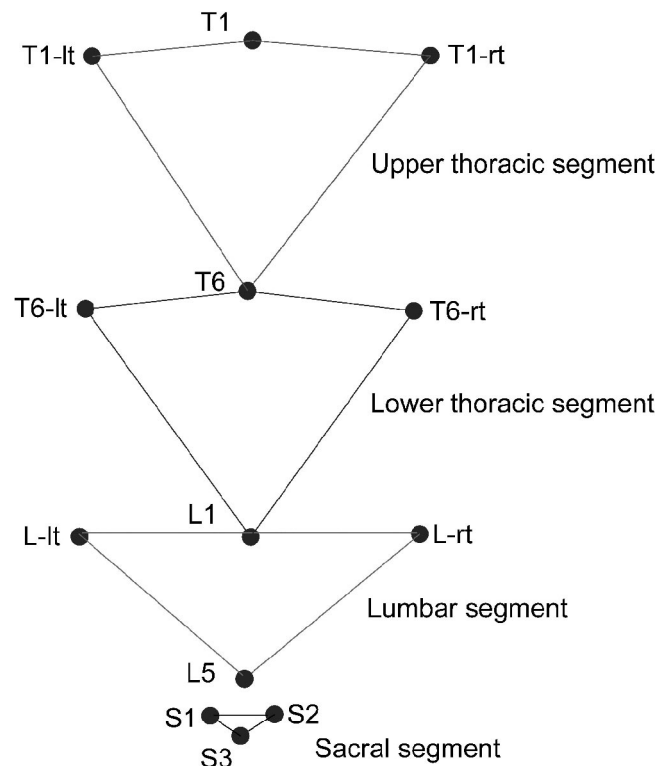 T1
T1-lt
T1-rt
Upper thoracic segment
T6
T6-lt
T6-rt
Lower thoracic segment
L1
L-lt
L-rt
Lumbar segment
L5
S1
S2
S3
Sacral segment